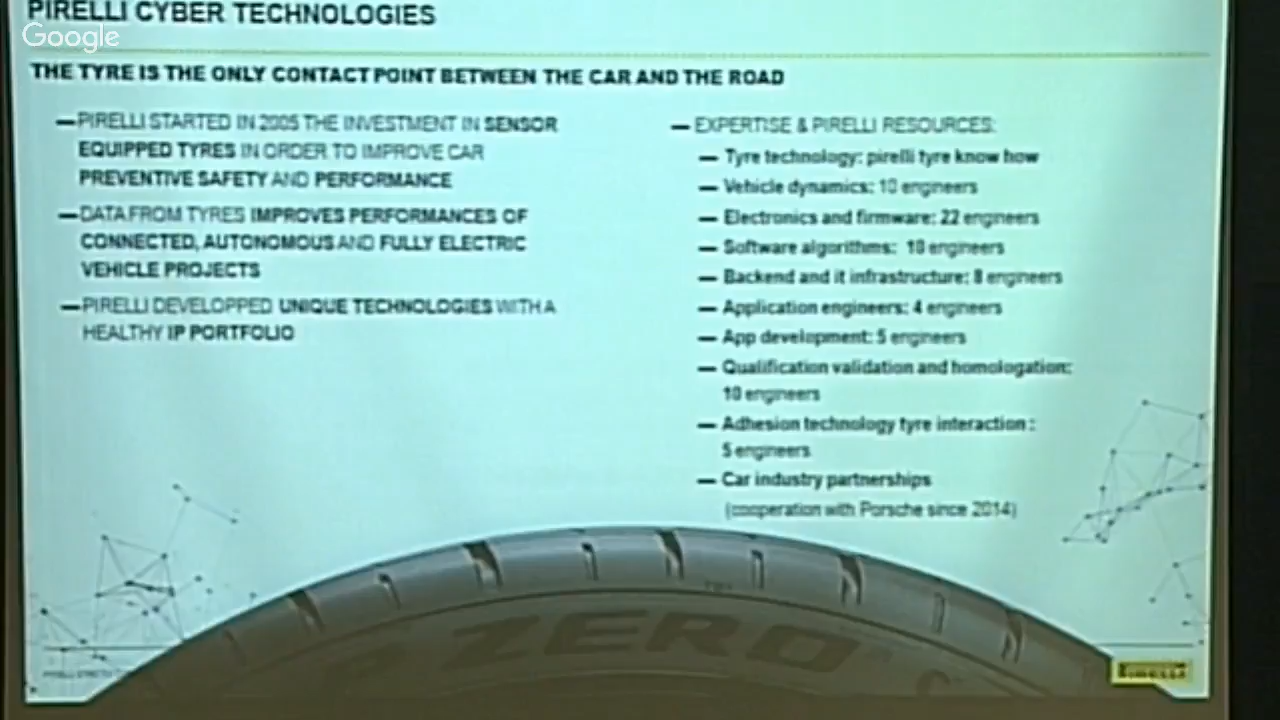 PIRELLI CYBER TECHNOLOGIES
Google
THE TYRE IS THE ONLY CONTACT POINT BETWEEN THE CAR AND THE ROAD
—PIRELLI STARTED IN 2005 THE INVESTMENT IN SENSOR
EQUIPPED TYRES IN ORDER TO IMPROVE CAR
PREVENTIVE SAFETY AND PERFORMANCE
—DATA FROM TYRES IMPROVES PERFORMANCES OF
CONNECTED, AUTONOMOUS AND FULLY ELECTRIC
VEHICLE PROJECTS
—PIRELLI DEVELOPPED UNIQUE TECHNOLOGIES WITH A
HEALTHY IP PORTFOLIO
— EXPERTISE & PIRELLI RESOURCES:
— Tyre technology: pirelli tyre know how
— Vehicle dynamics: 10 engineers
— Electronics and firmware: 22 engineers
— Software algorithms: 10 engineers
— Backend and it infrastructure: 8 engineers
— Application engineers: 4 engineers
— App development: 5 engineers
— Qualification validation and homologation:
10 engineers
— Adhesion technology tyre interaction :
5 engineers
— Car industry partnerships
(cooperation with Porsche since 2014)
P ZERO
PIRELLI